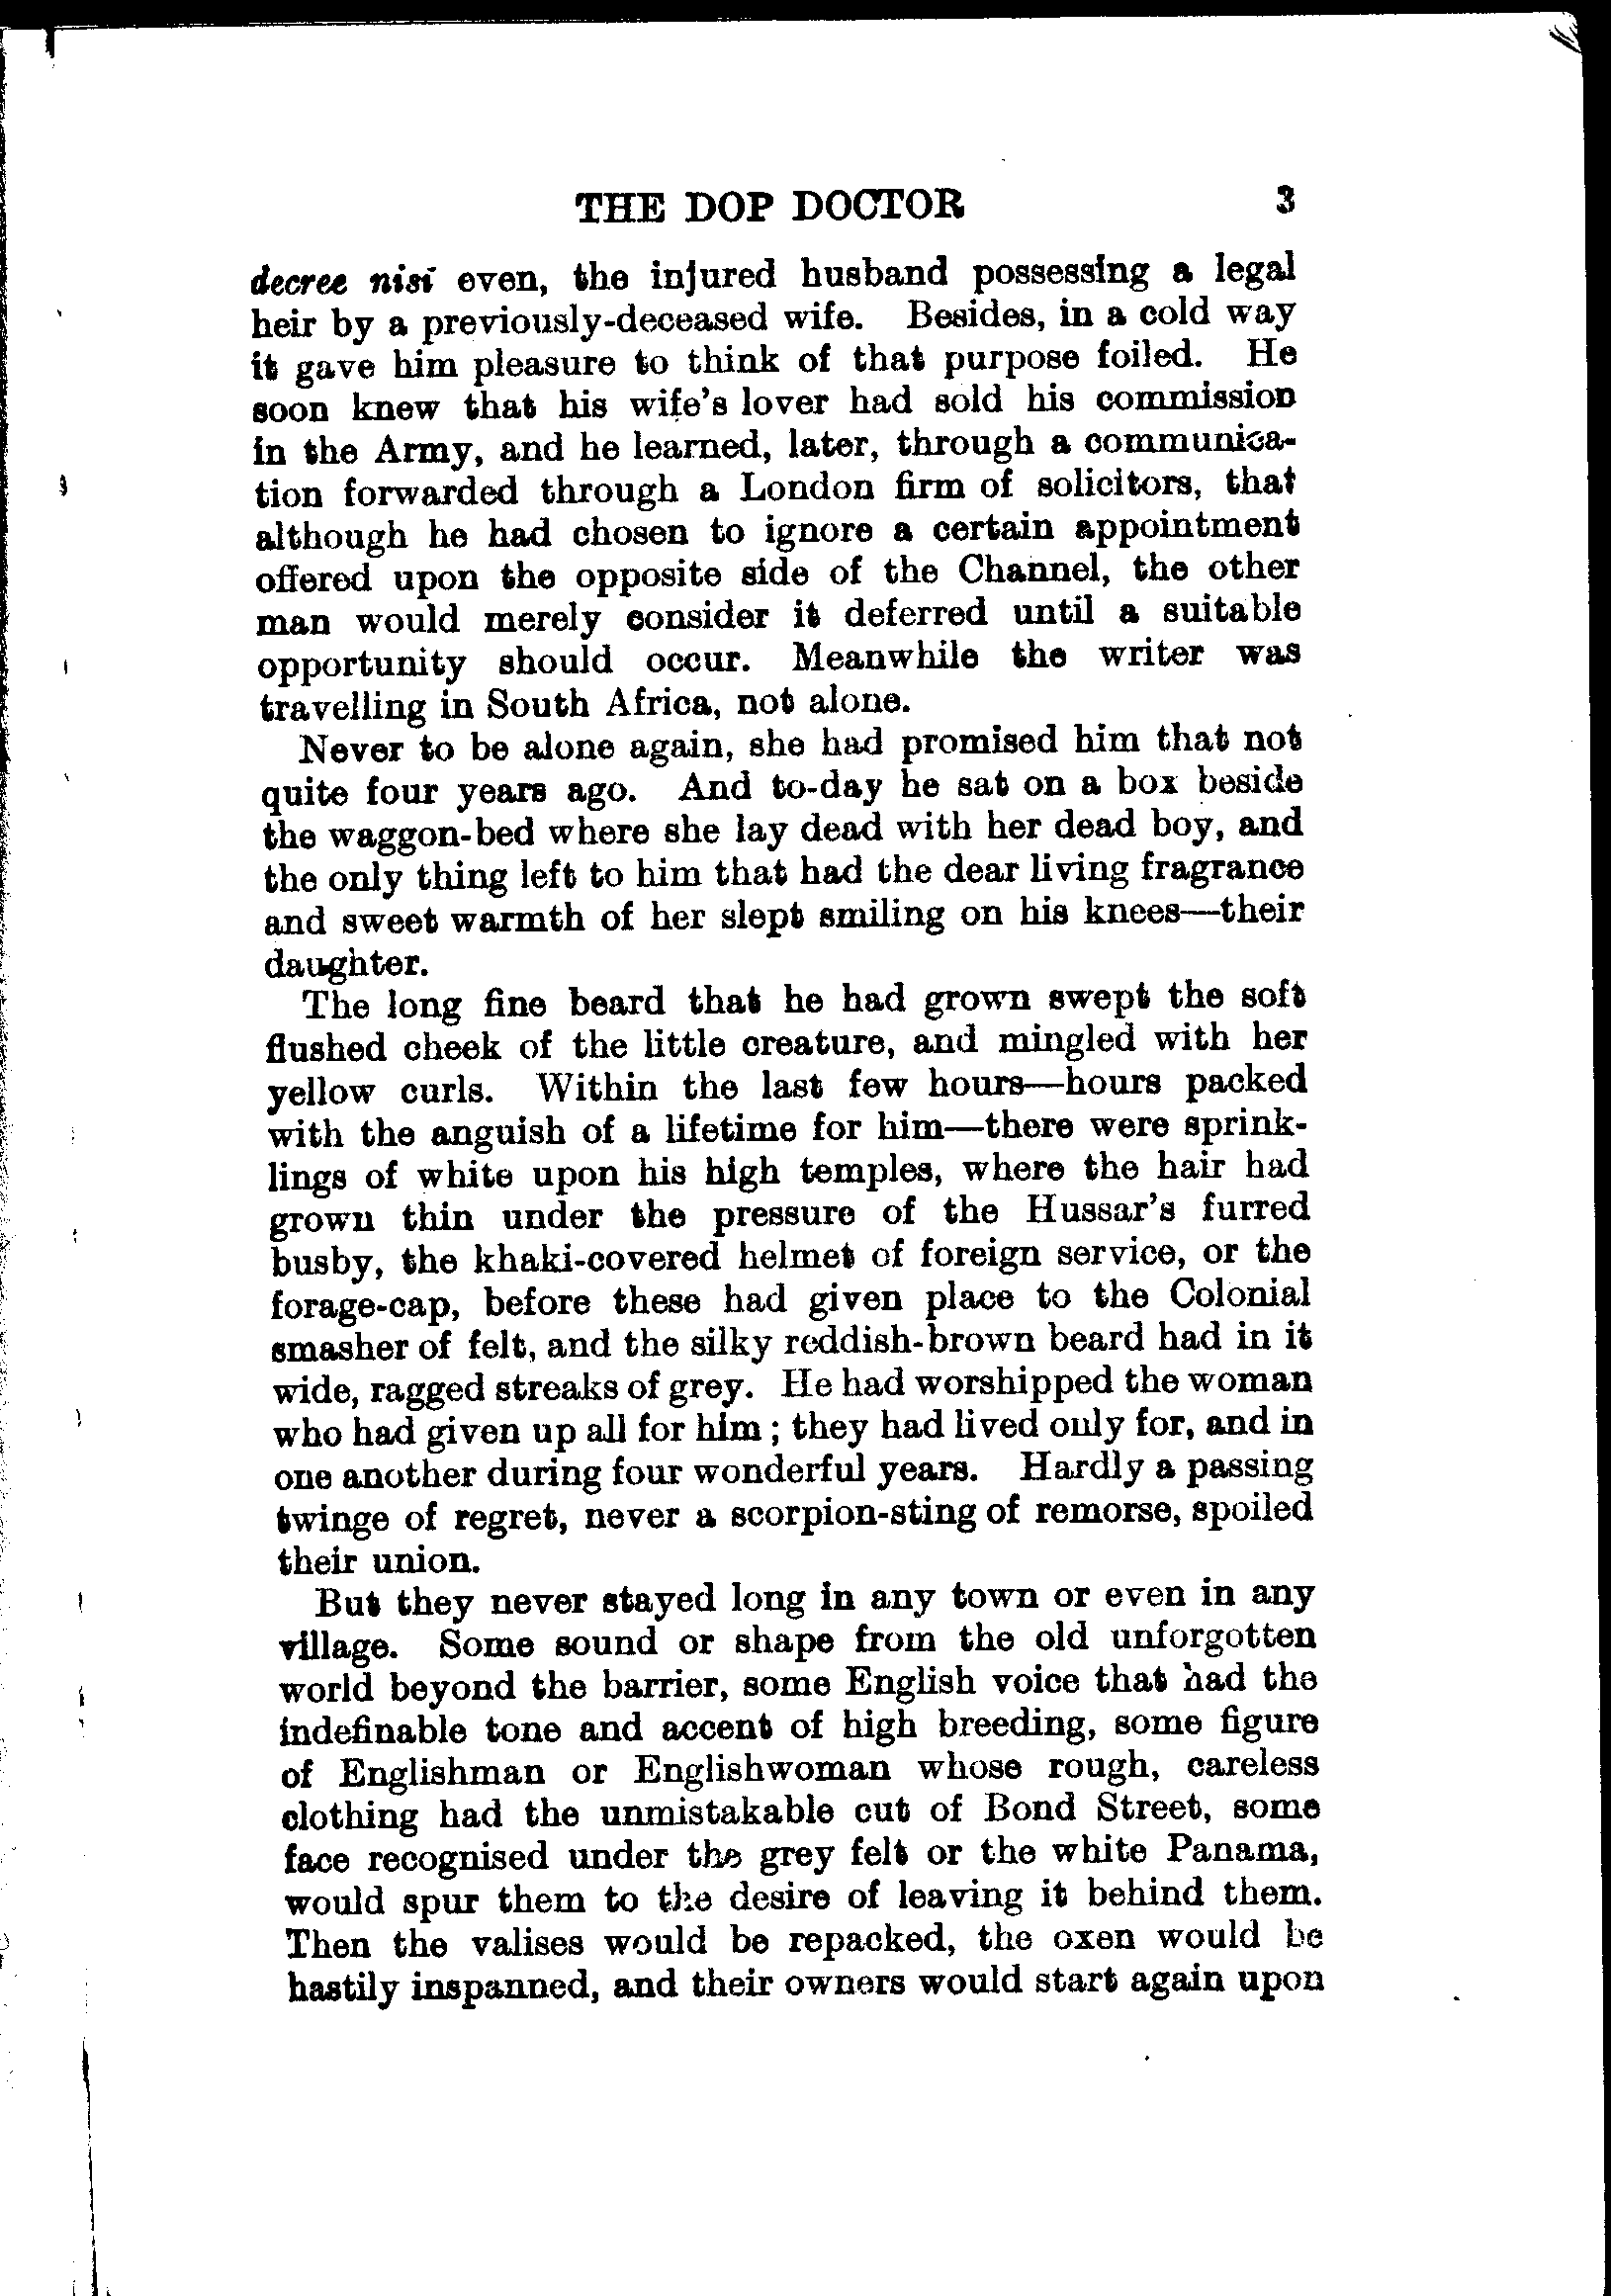 THE DOP DOCTOR 3
decree nisi even, the injured husband possessing a legal
heir by a previously-deceased wife. Besides, in a cold way
it gave him pleasure to think of that purpose foiled. He
soon knew that his wife's lover had sold his commission
in the Army, and he learned, later, through a communica-
tion forwarded through a London firm of solicitors, that
although he had chosen to ignore a certain appointment
offered upon the opposite side of the Channel, the other
man would merely consider it deferred until a suitable
opportunity should occur. Meanwhile the writer was
travelling in South Africa, not alone.
Never to be alone again, she had promised him that not
quite four years ago. And to-day he sat on a box beside
the waggon-bed where she lay dead with her dead boy, and
the only thing left to him that had the dear living fragrance
and sweet warmth of her slept smiling on his knees—their
daughter.
The long fine beard that he had grown swept the soft
flushed cheek of the little creature, and mingled with her
yellow curls. Within the last few hours—hours packed
with the anguish of a lifetime for him—there were sprink-
lings of white upon his high temples, where the hair had
grown thin under the pressure of the Hussar's furred
busby, the khaki-covered helmet of foreign service, or the
forage-cap, before these had given place to the Colonial
smasher of felt, and the silky reddish-brown beard had in it
wide, ragged streaks of grey. He had worshipped the woman
who had given up all for him; they had lived only for, and in
one another during four wonderful years. Hardly a passing
twinge of regret, never a scorpion-sting of remorse, spoiled
their union.
But they never stayed long in any town or even in any
village. Some sound or shape from the old unforgotten
world beyond the barrier, some English voice that had the
indefinable tone and accent of high breeding, some figure
of Englishman or Englishwoman whose rough, careless
clothing had the unmistakable cut of Bond Street, some
face recognised under the grey felt or the white Panama,
would spur them to the desire of leaving it behind them.
Then the valises would be repacked, the oxen would be
hastily inspanned, and their owners would start again upon